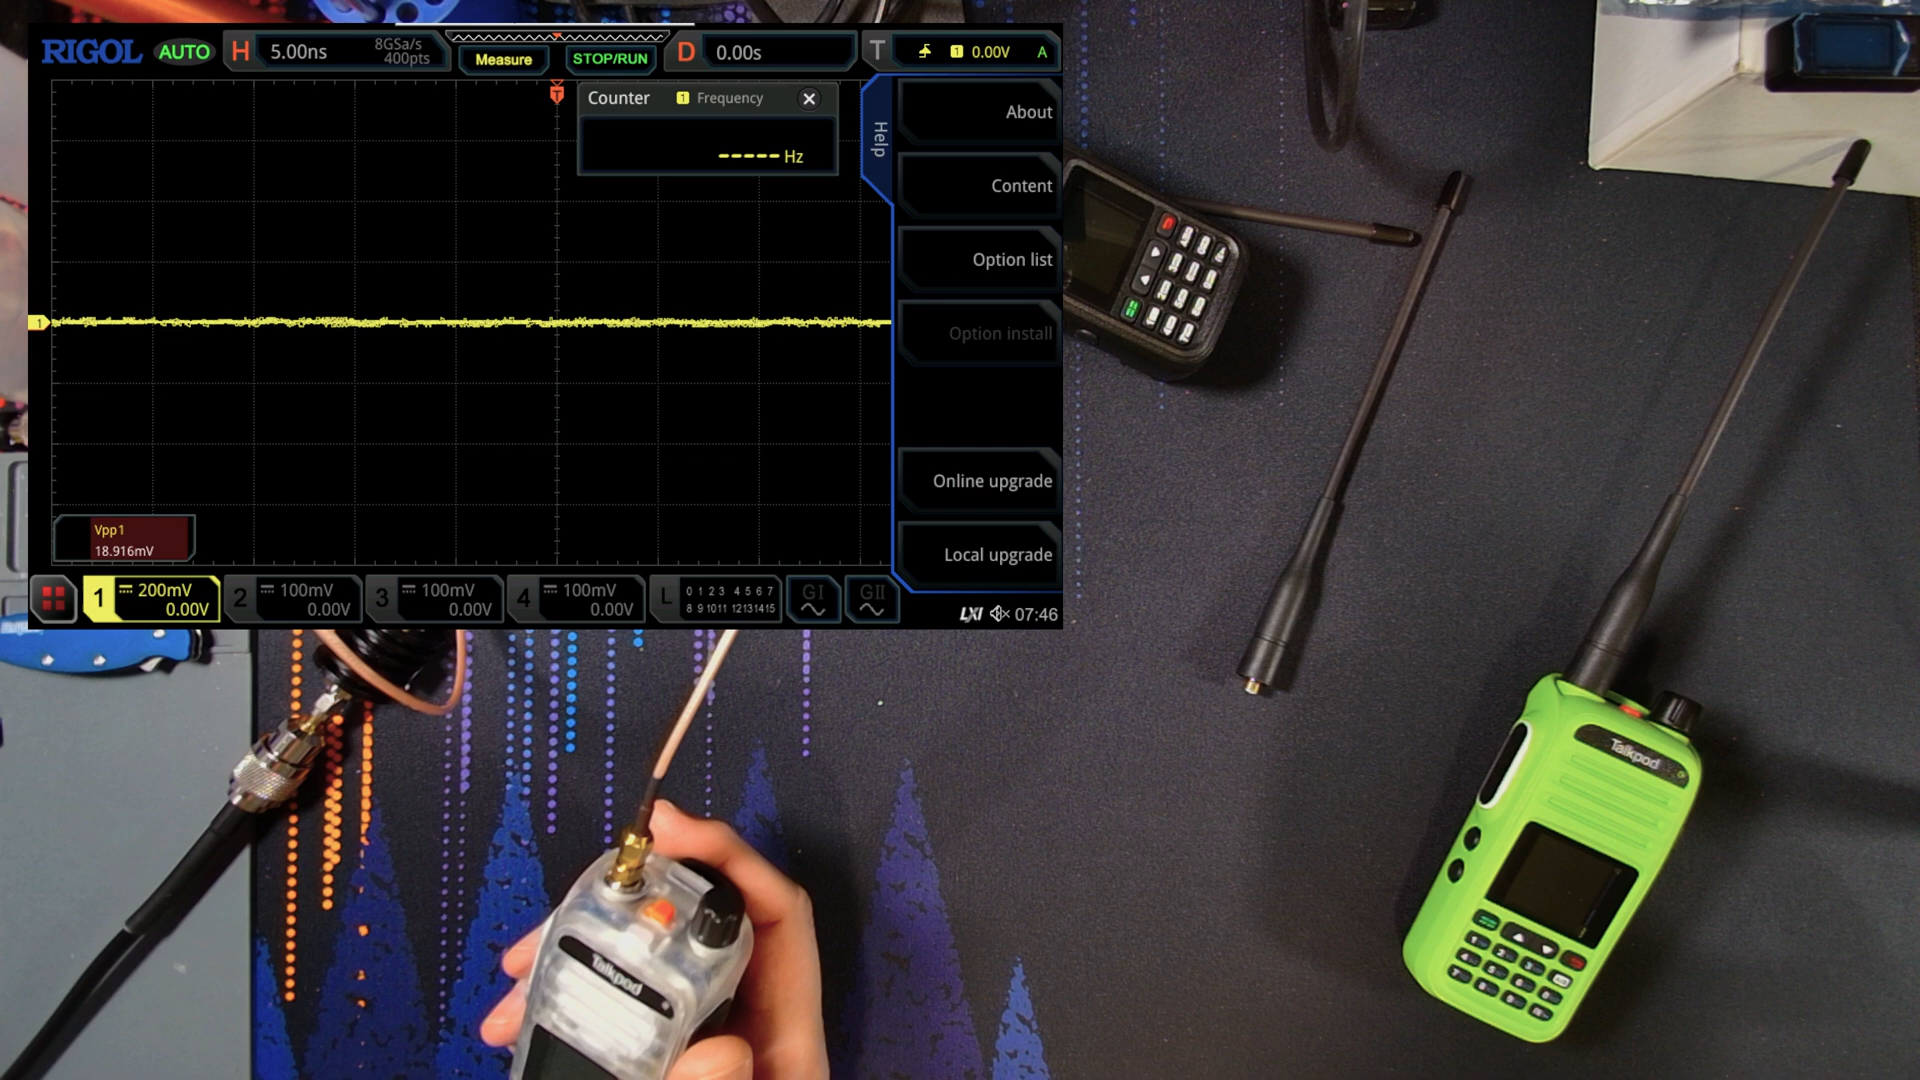 RIGOL AUTO H 5.00ns 8GSa/s 400pts Measure STOP/RUN D 0.00s T 1 0.00V A
T
Counter 1 Frequency
----- Hz
Help
About
Content
Option list
Option install
Online upgrade
Local upgrade
1
Vpp1
18.916mV
1 200mV 0.00V
2 100mV 0.00V
3 100mV 0.00V
4 100mV 0.00V
L 0 1 2 3 4 5 6 7
8 9 10 11 12 13 14 15
GI GII
LXI 07:46
Talkpod
Talkpod